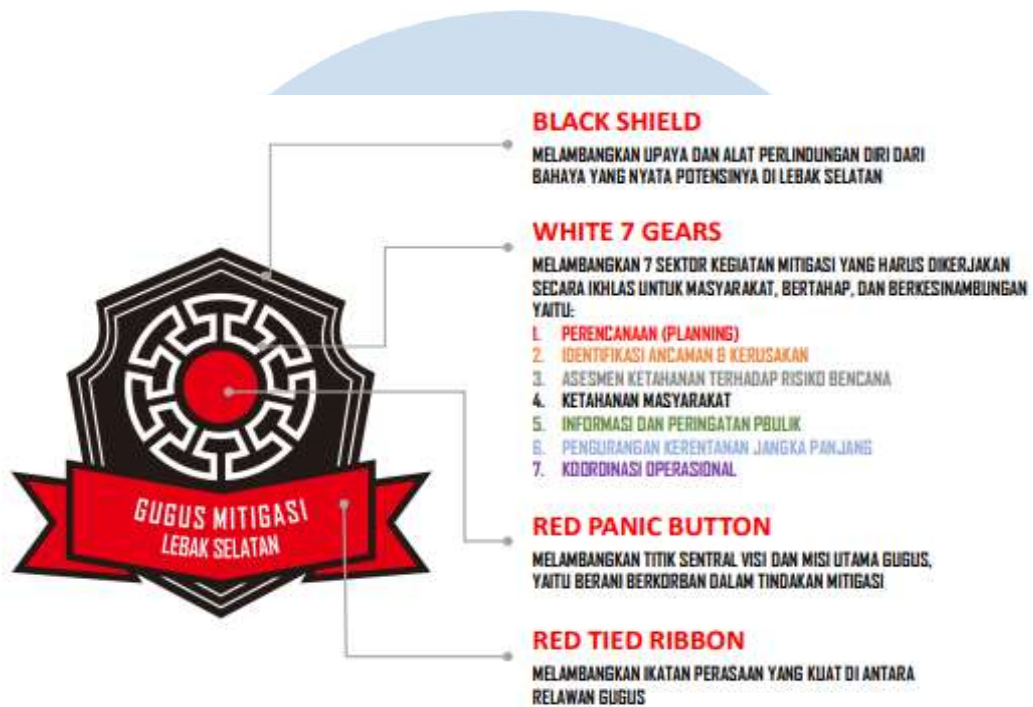 BLACK SHIELD
MELAMBANGKAN UPAYA DAN ALAT PERLINDUNGAN DIRI DARI
BAHAYA YANG NYATA POTENSINYA DI LEBAK SELATAN
WHITE 7 GEARS
MELAMBANGKAN 7 SEKTOR KEGIATAN MITIGASI YANG HARUS DIKERJAKAN
SECARA IKHLAS UNTUK MASYARAKAT, BERTAHAP, DAN BERKESINAMBUNGAN
YAITU:
1. PERENCANAAN (PLANNING)
2. IDENTIFIKASI ANCAMAN & KERUSAKAN
3. ASESMEN KETAHANAN TERHADAP RISIKO BENCANA
4. KETAHANAN MASYARAKAT
5. INFORMASI DAN PERINGATAN PBULIK
6. PENGURANGAN KERENTANAN JANGKA PANJANG
7. KOORDINASI OPERASIONAL
GUGUS MITIGASI
LEBAK SELATAN
RED PANIC BUTTON
MELAMBANGKAN TITIK SENTRAL VISI DAN MISI UTAMA GUGUS,
YAITU BERANI BERKORBAN DALAM TINDAKAN MITIGASI
RED TIED RIBBON
MELAMBANGKAN IKATAN PERASAAN YANG KUAT DI ANTARA
RELAWAN GUGUS